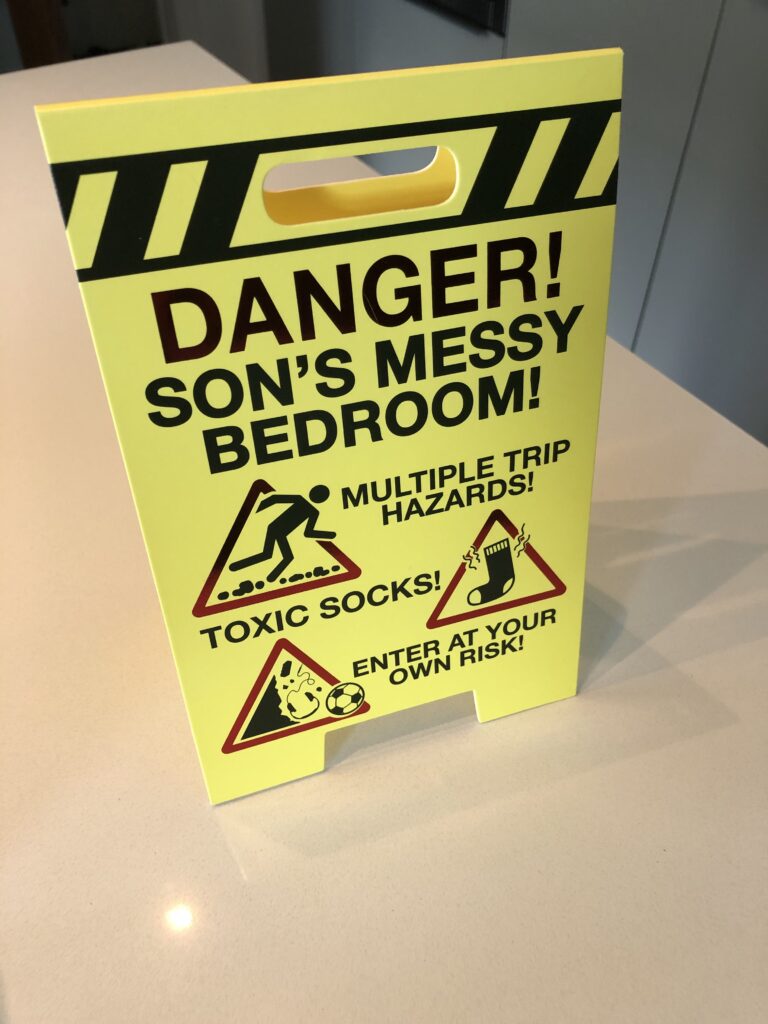 DANGER!
SON'S MESSY
BEDROOM!
MULTIPLE TRIP
HAZARDS!
TOXIC SOCKS!
ENTER AT YOUR
OWN RISK!